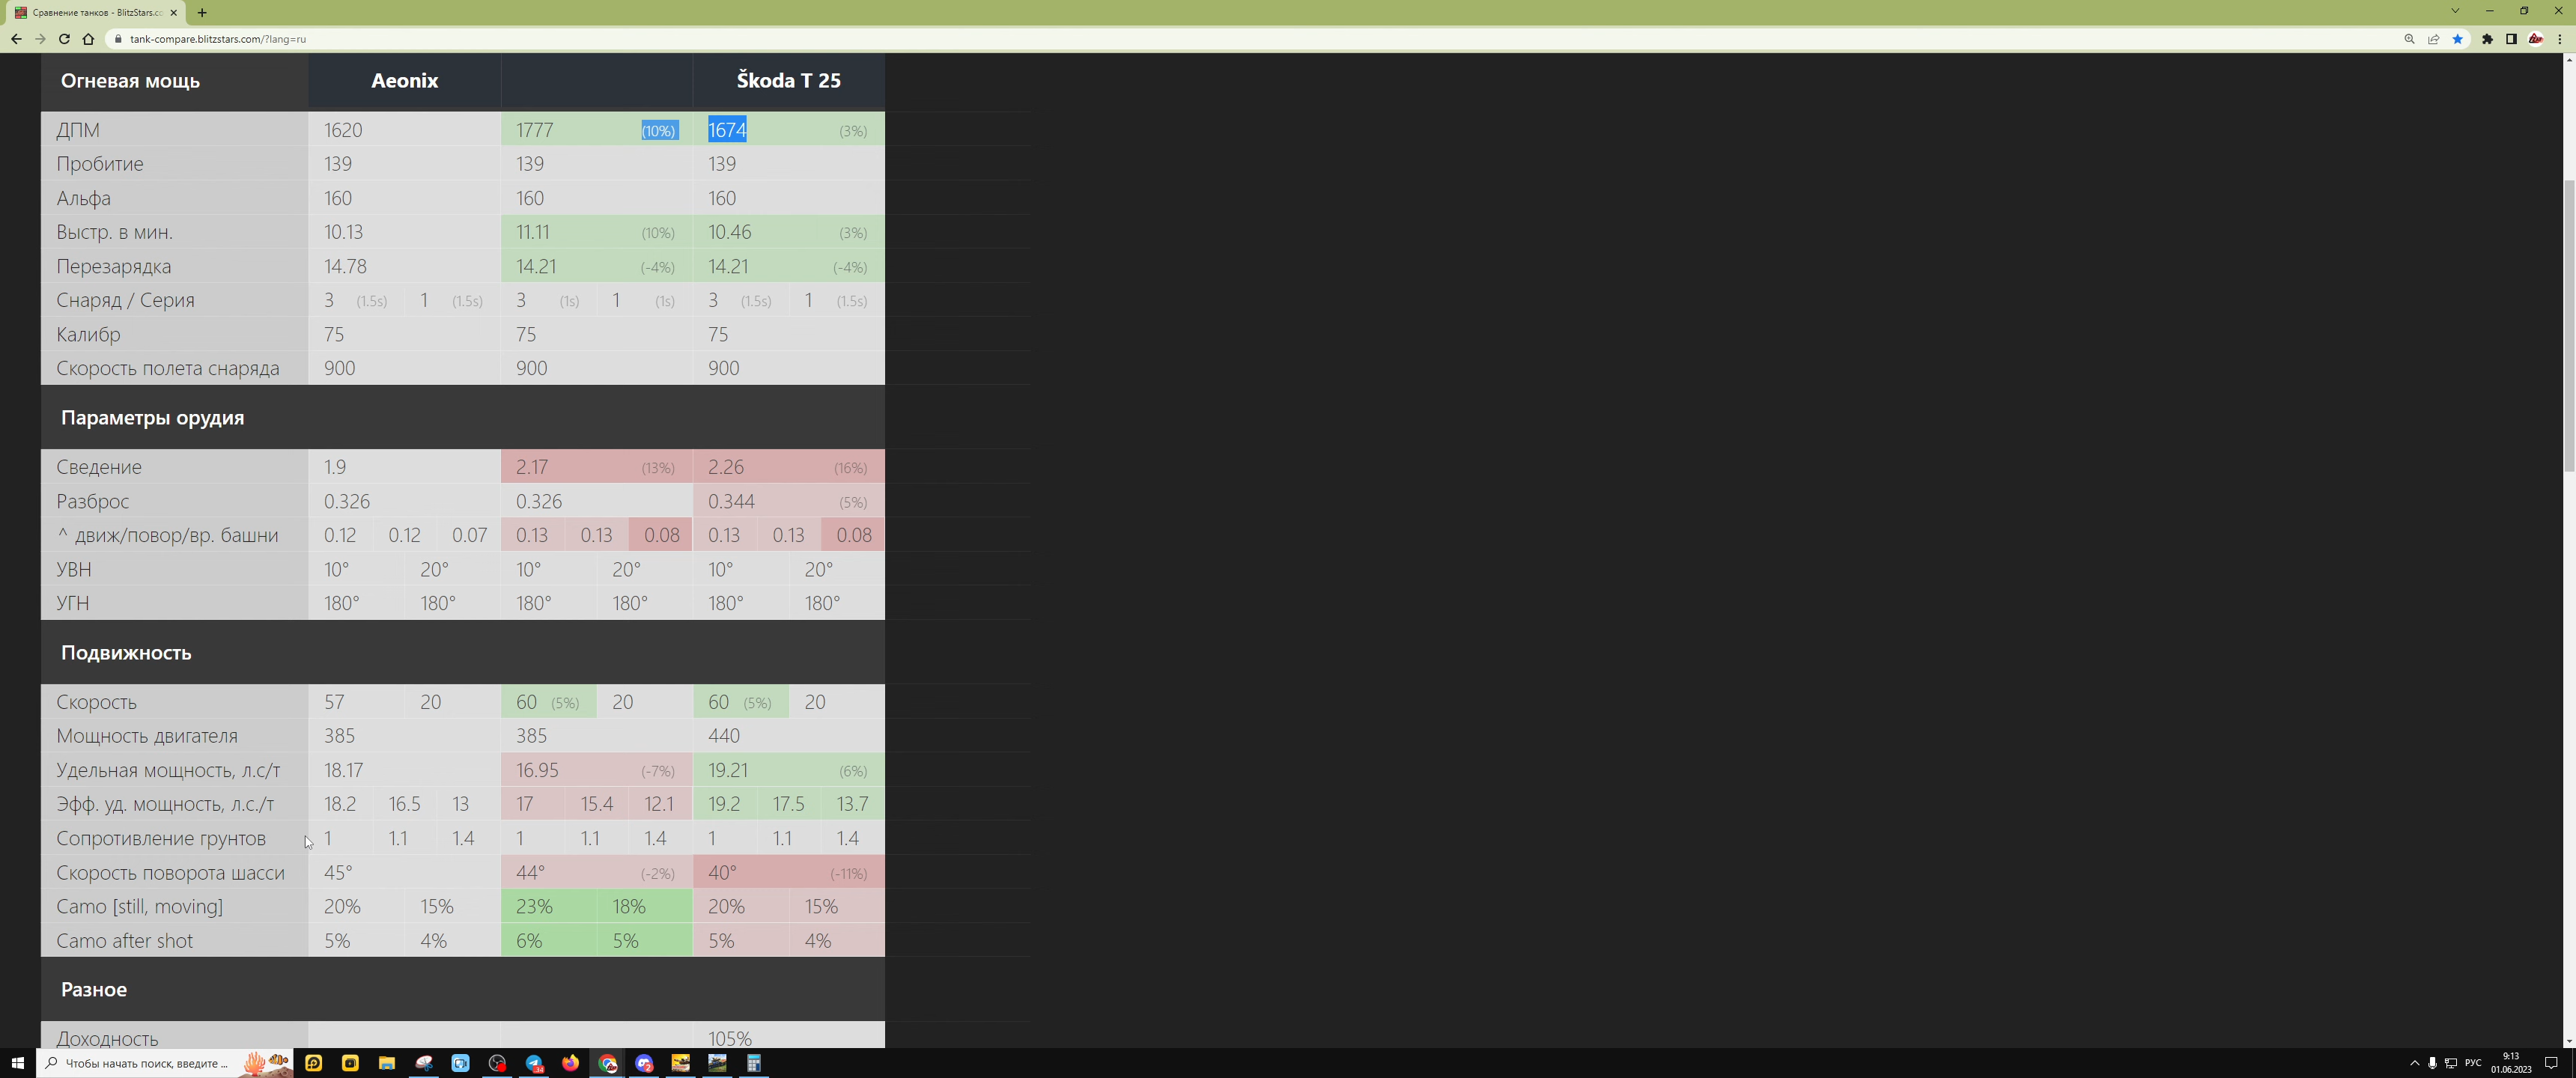 Сравнение танков - BlitzStars.co
tank-compare.blitzstars.com/?lang=ru
Огневая мощь Aeonix Škoda T 25
ДПМ 1620 1777 (10%) 1674 (3%)
Пробитие 139 139 139
Альфа 160 160 160
Выстр. в мин. 10.13 11.11 (10%) 10.46 (3%)
Перезарядка 14.78 14.21 (-4%) 14.21 (-4%)
Снаряд / Серия 3 (1.5s) 1 (1.5s) 3 (1s) 1 (1s) 3 (1.5s) 1 (1.5s)
Калибр 75 75 75
Скорость полета снаряда 900 900 900
Параметры орудия
Сведение 1.9 2.17 (13%) 2.26 (16%)
Разброс 0.326 0.326 0.344 (5%)
^ движ/повор/вр. башни 0.12 0.12 0.07 0.13 0.13 0.08 0.13 0.13 0.08
УВН 10° 20° 10° 20° 10° 20°
УГН 180° 180° 180° 180° 180° 180°
Подвижность
Скорость 57 20 60 (5%) 20 60 (5%) 20
Мощность двигателя 385 385 440
Удельная мощность, л.с/т 18.17 16.95 (-7%) 19.21 (6%)
Эфф. уд. мощность, л.с./т 18.2 16.5 13 17 15.4 12.1 19.2 17.5 13.7
Сопротивление грунтов 1 1.1 1.4 1 1.1 1.4 1 1.1 1.4
Скорость поворота шасси 45° 44° (-2%) 40° (-11%)
Camo [still, moving] 20% 15% 23% 18% 20% 15%
Camo after shot 5% 4% 6% 5% 5% 4%
Разное
Доходность 105%
Чтобы начать поиск, введите ...
34
2
РУС
9:13
01.06.2023